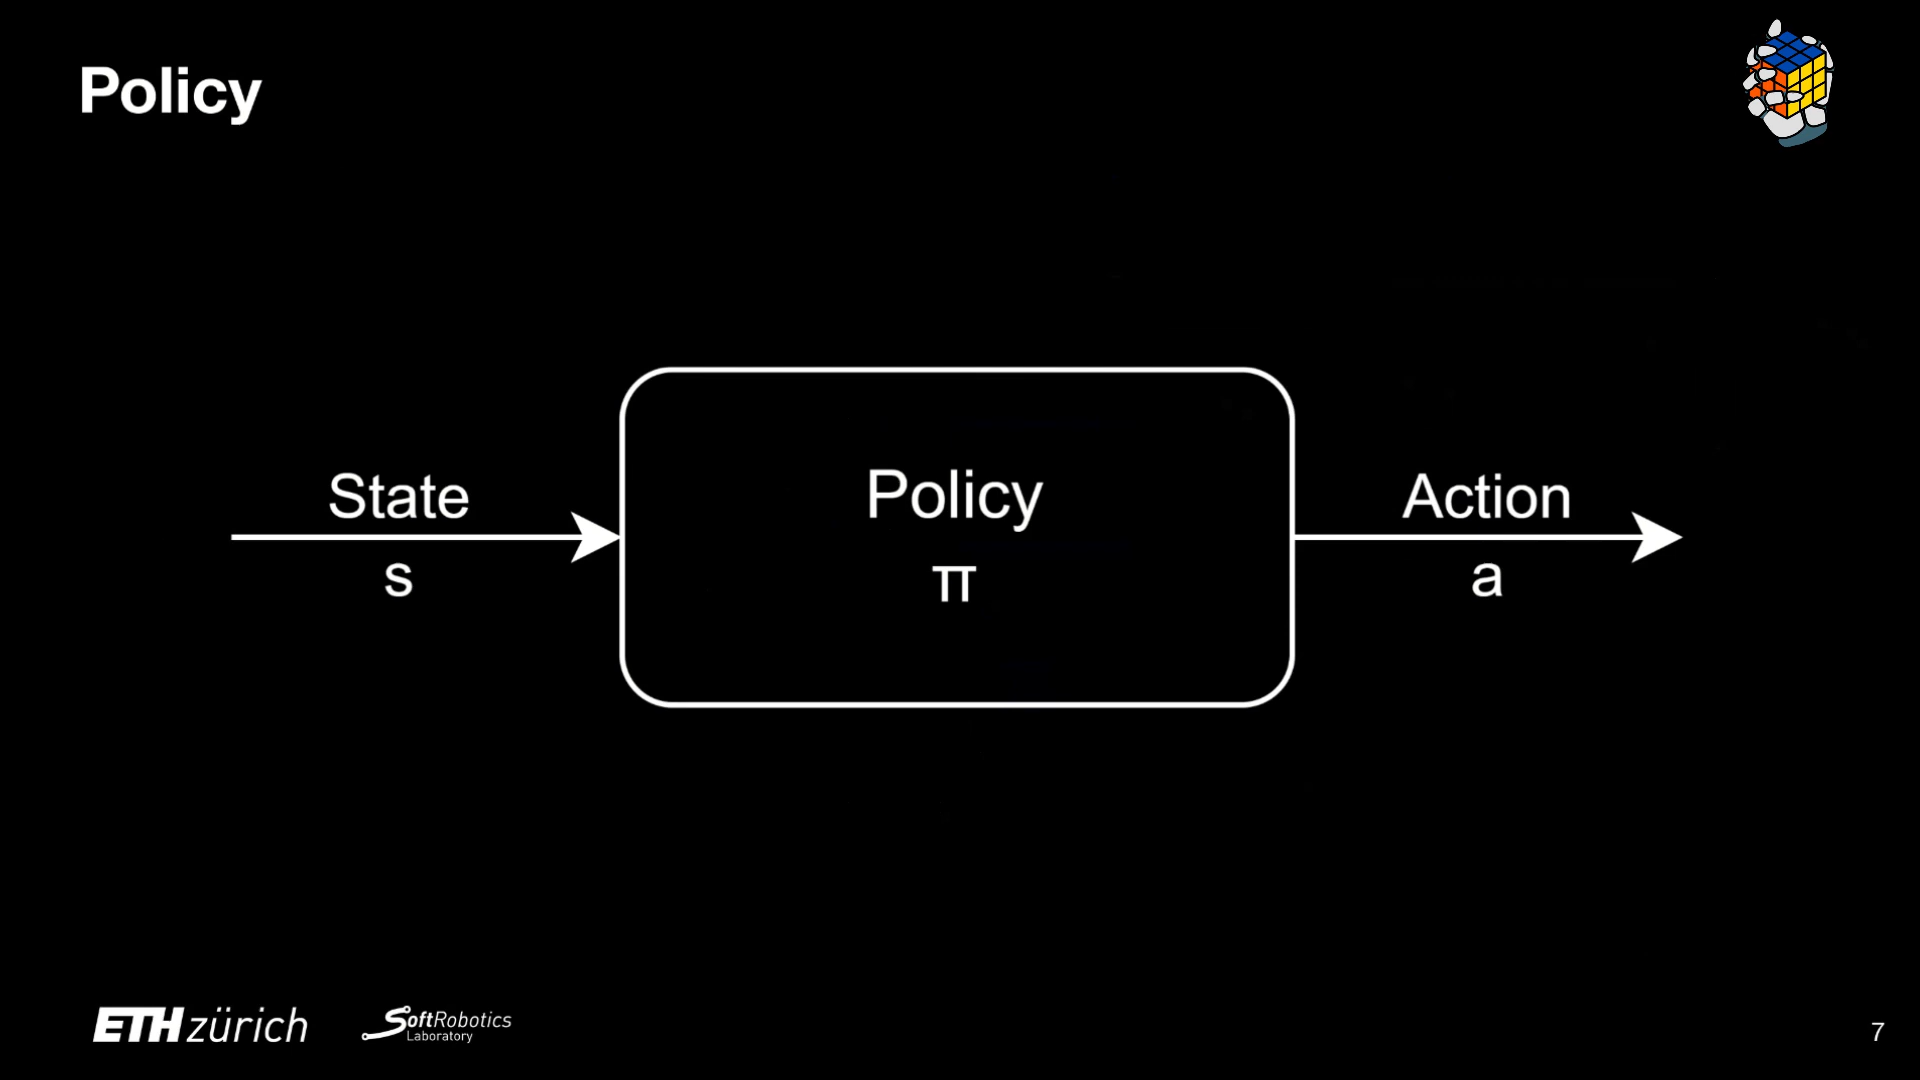 Policy
State
s
Policy
π
Action
a
ETH zürich
SoftRobotics
Laboratory
7